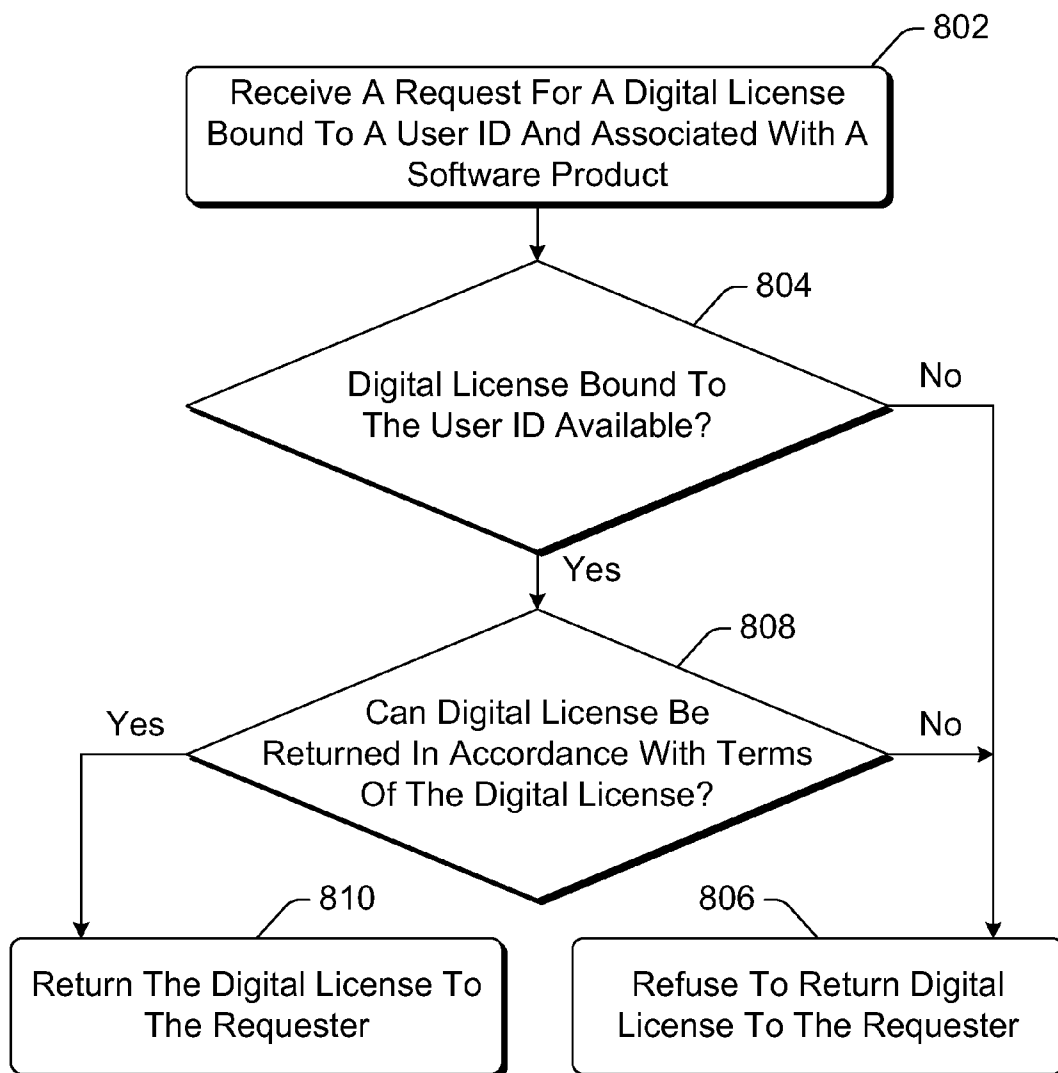 802
Receive A Request For A Digital License
Bound To A User ID And Associated With A
Software Product
804
Digital License Bound To
The User ID Available?
No
Yes
808
Can Digital License Be
Returned In Accordance With Terms
Of The Digital License?
Yes
No
810
Return The Digital License To
The Requester
806
Refuse To Return Digital
License To The Requester